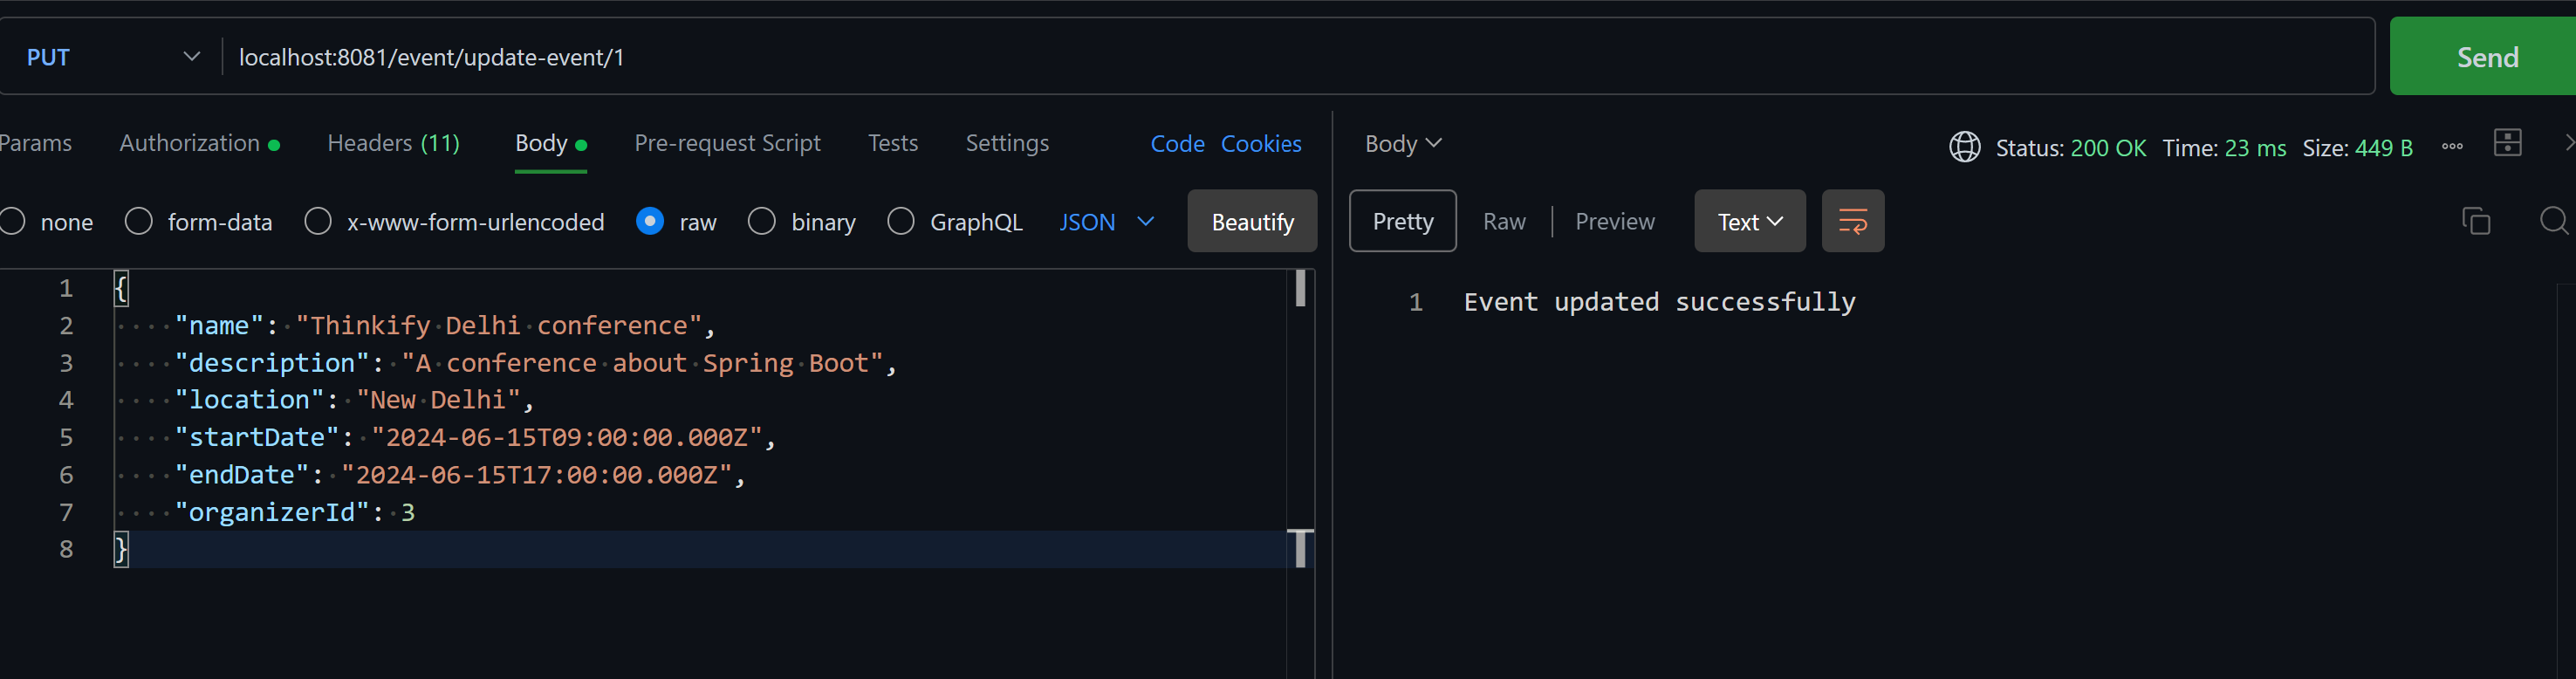 PUT localhost:8081/event/update-event/1 Send
Params Authorization Headers (11) Body Pre-request Script Tests Settings Code Cookies
none form-data x-www-form-urlencoded raw binary GraphQL JSON Beautify
1 {
2 "name": "Thinkify Delhi conference",
3 "description": "A conference about Spring Boot",
4 "location": "New Delhi",
5 "startDate": "2024-06-15T09:00:00.000Z",
6 "endDate": "2024-06-15T17:00:00.000Z",
7 "organizerId": 3
8 }
Body Status: 200 OK Time: 23 ms Size: 449 B
Pretty Raw Preview Text
1 Event updated successfully